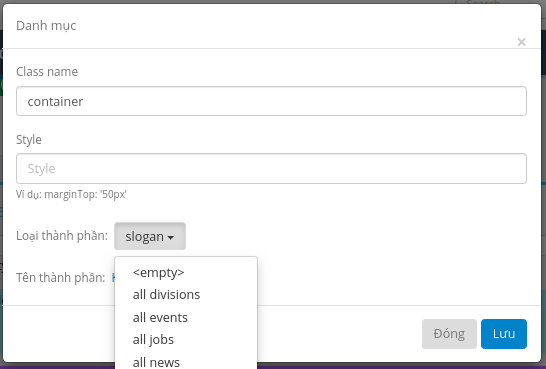 Danh mục
×
Class name
container
Style
Style
Ví dụ: marginTop: '50px'
Loại thành phần: slogan
<empty>
all divisions
Tên thành phần:
all events
all jobs
all news
Đóng Lưu